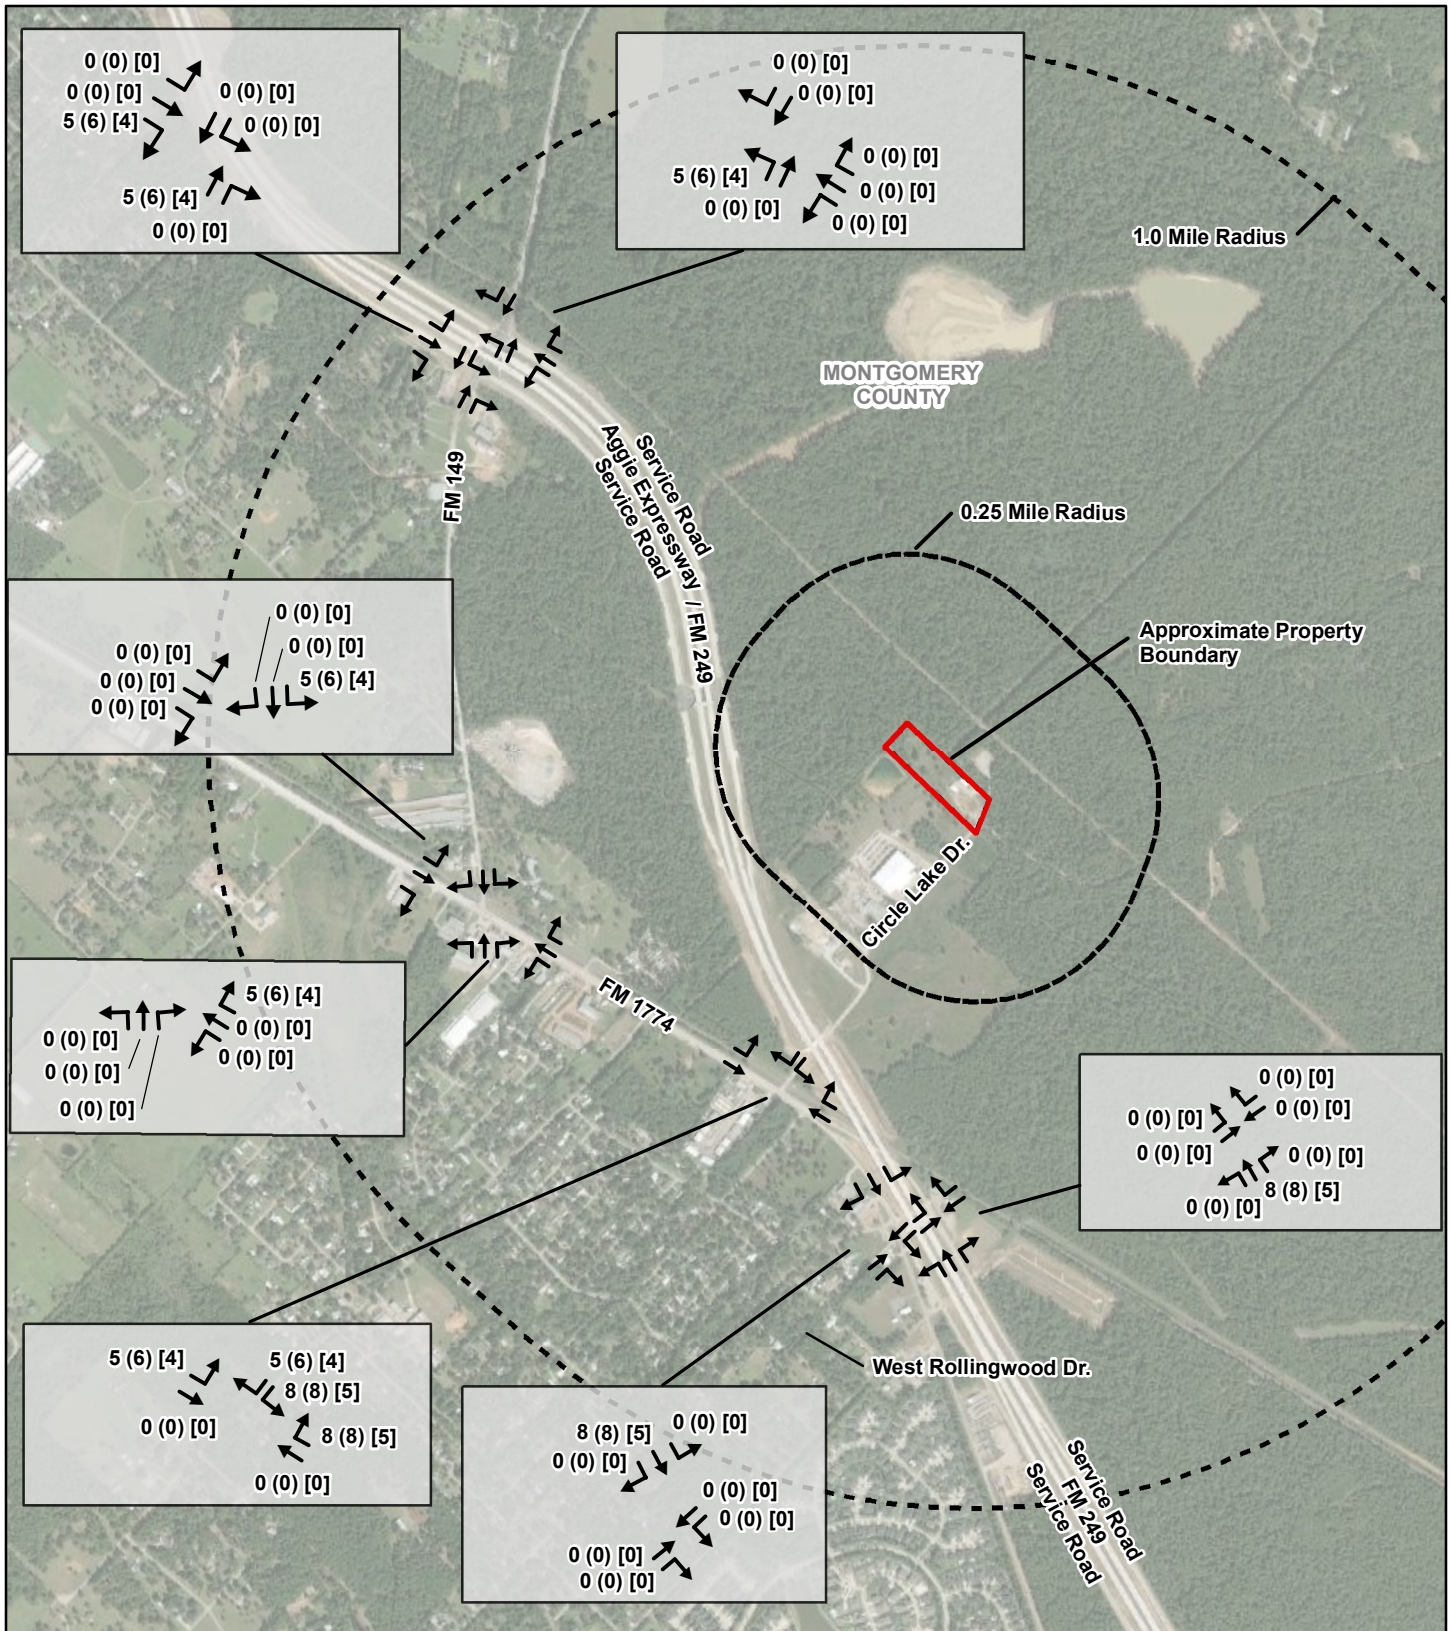 0 (0) [0]
0 (0) [0]
5 (6) [4]
0 (0) [0]
0 (0) [0]
5 (6) [4]
0 (0) [0]
0 (0) [0]
0 (0) [0]
5 (6) [4]
0 (0) [0]
0 (0) [0]
0 (0) [0]
0 (0) [0]
1.0 Mile Radius
MONTGOMERY
COUNTY
FM 149
Service Road
Aggie Expressway / FM 249
Service Road
0.25 Mile Radius
Approximate Property
Boundary
0 (0) [0]
0 (0) [0]
0 (0) [0]
0 (0) [0]
0 (0) [0]
5 (6) [4]
Circle Lake Dr.
FM 1774
0 (0) [0]
0 (0) [0]
0 (0) [0]
5 (6) [4]
0 (0) [0]
0 (0) [0]
0 (0) [0]
0 (0) [0]
0 (0) [0]
0 (0) [0]
0 (0) [0]
8 (8) [5]
0 (0) [0]
5 (6) [4]
0 (0) [0]
5 (6) [4]
8 (8) [5]
8 (8) [5]
0 (0) [0]
West Rollingwood Dr.
8 (8) [5]
0 (0) [0]
0 (0) [0]
0 (0) [0]
0 (0) [0]
0 (0) [0]
0 (0) [0]
Service Road
FM 249
Service Road